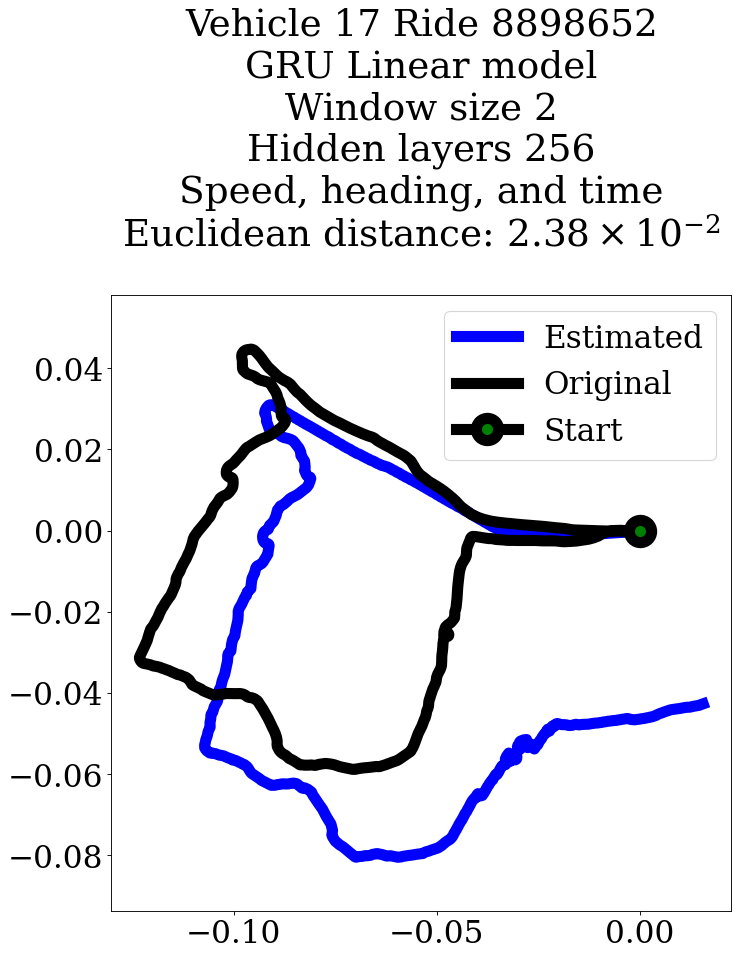 Vehicle 17 Ride 8898652
GRU Linear model
Window size 2
Hidden layers 256
Speed, heading, and time
Euclidean distance: 2.38 × 10⁻²
Estimated
Original
Start
0.04
0.02
0.00
−0.02
−0.04
−0.06
−0.08
−0.10
−0.05
0.00